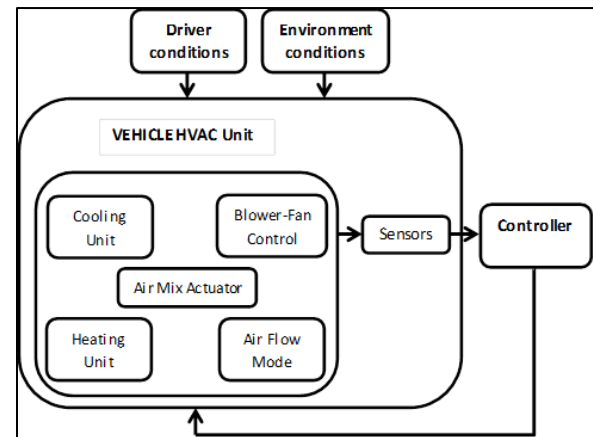 Driver
conditions
Environment
conditions
VEHICLE HVAC Unit
Cooling
Unit
Blower-Fan
Control
Sensors
Controller
Air Mix Actuator
Heating
Unit
Air Flow
Mode